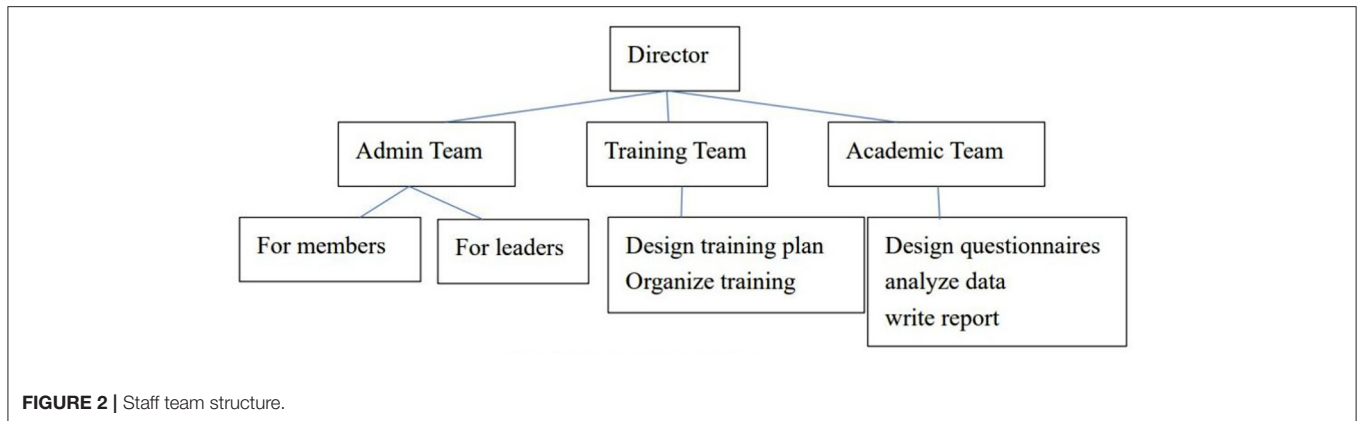 Director
Admin Team
Training Team
Academic Team
For members
For leaders
Design training plan
Organize training
Design questionnaires
analyze data
write report
FIGURE 2 | Staff team structure.